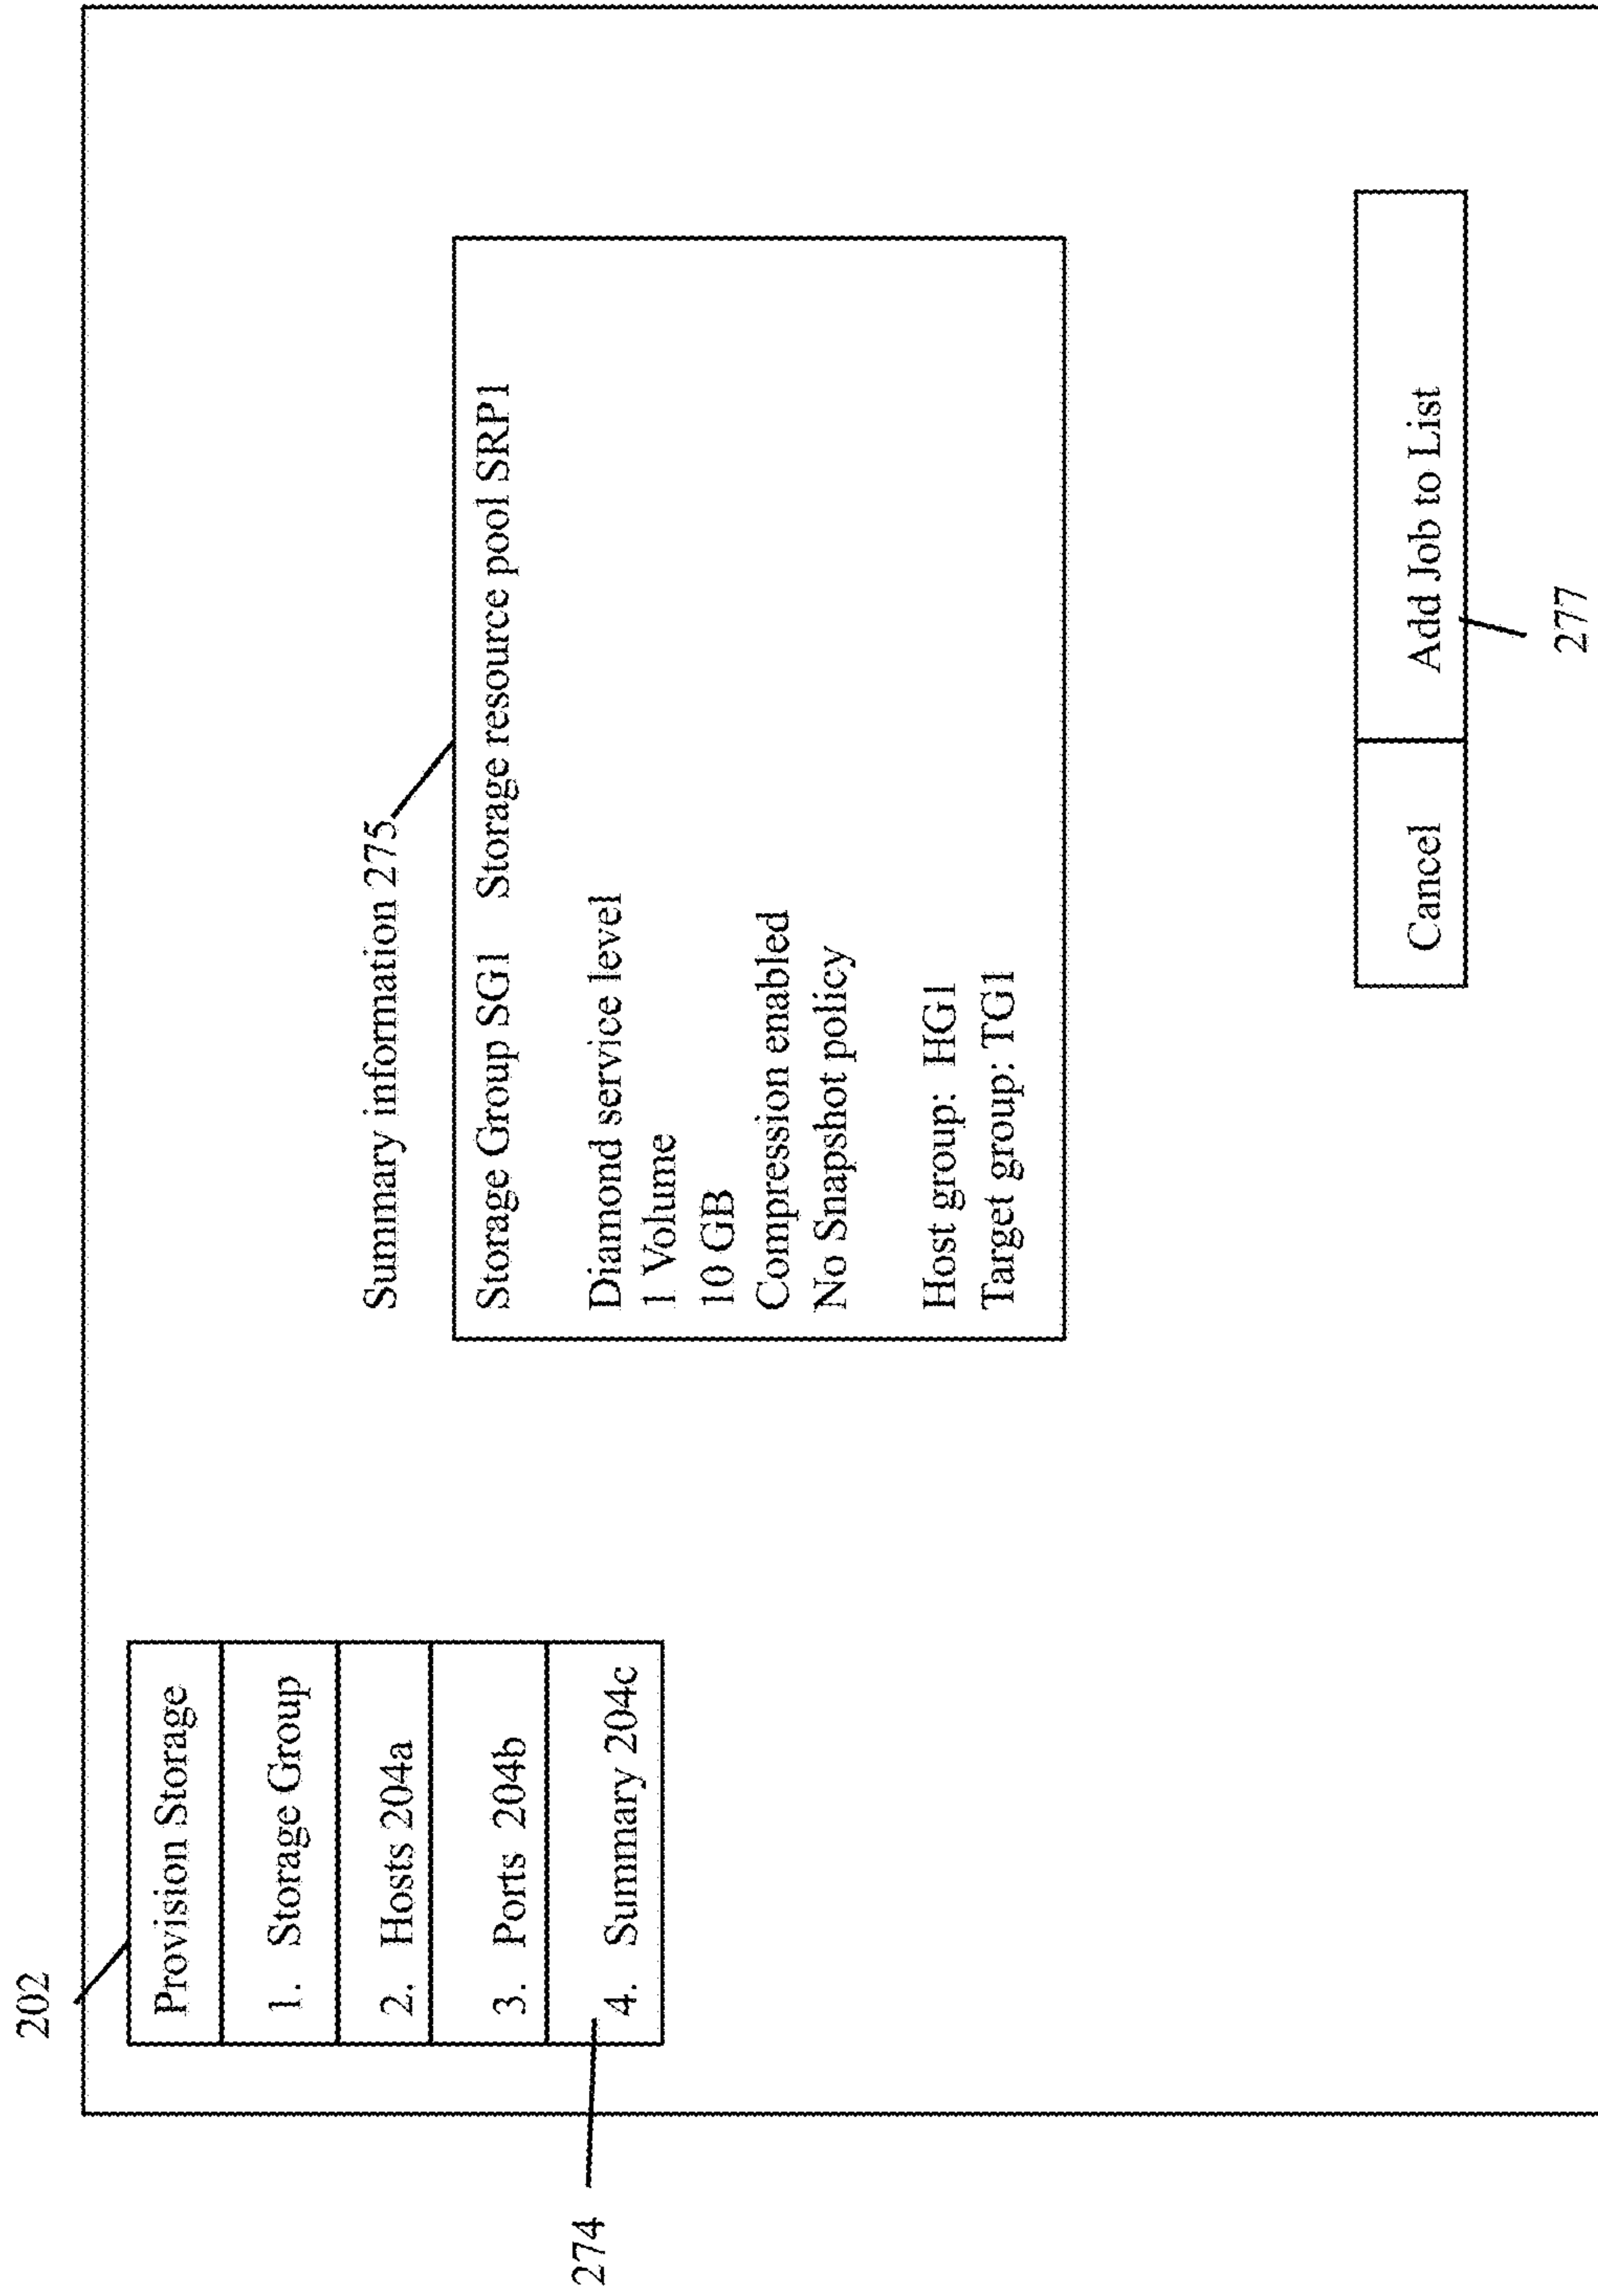 202
Provision Storage
1. Storage Group
2. Hosts 204a
3. Ports 204b
4. Summary 204c
274
Summary information 275
Storage Group SG1 Storage resource pool SRP1
Diamond service level
1 Volume
10 GB
Compression enabled
No Snapshot policy
Host group: HG1
Target group: TG1
Cancel
Add Job to List
277